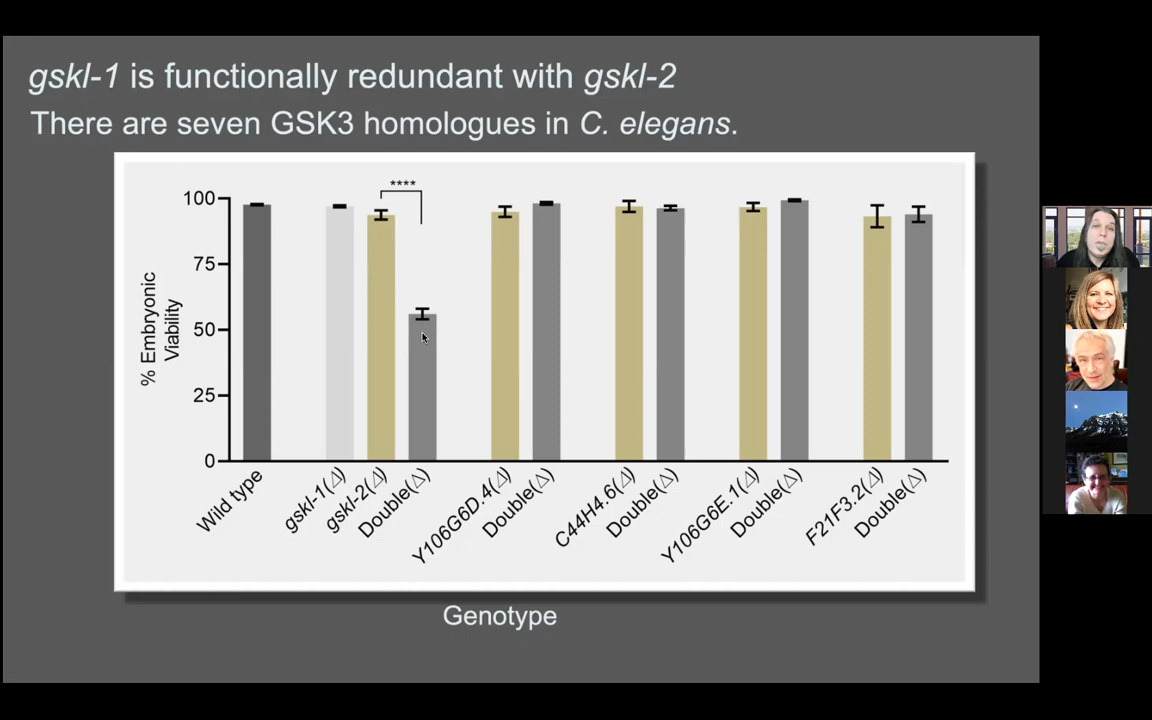 gskl-1 is functionally redundant with gskl-2
There are seven GSK3 homologues in C. elegans.
****
100
75
50
25
0
% Embryonic
Viability
Wild type
gskl-1(Δ)
gskl-2(Δ)
Double(Δ)
Y106G6D.4(Δ)
Double(Δ)
C44H4.6(Δ)
Double(Δ)
Y106G6E.1(Δ)
Double(Δ)
F21F3.2(Δ)
Double(Δ)
Genotype